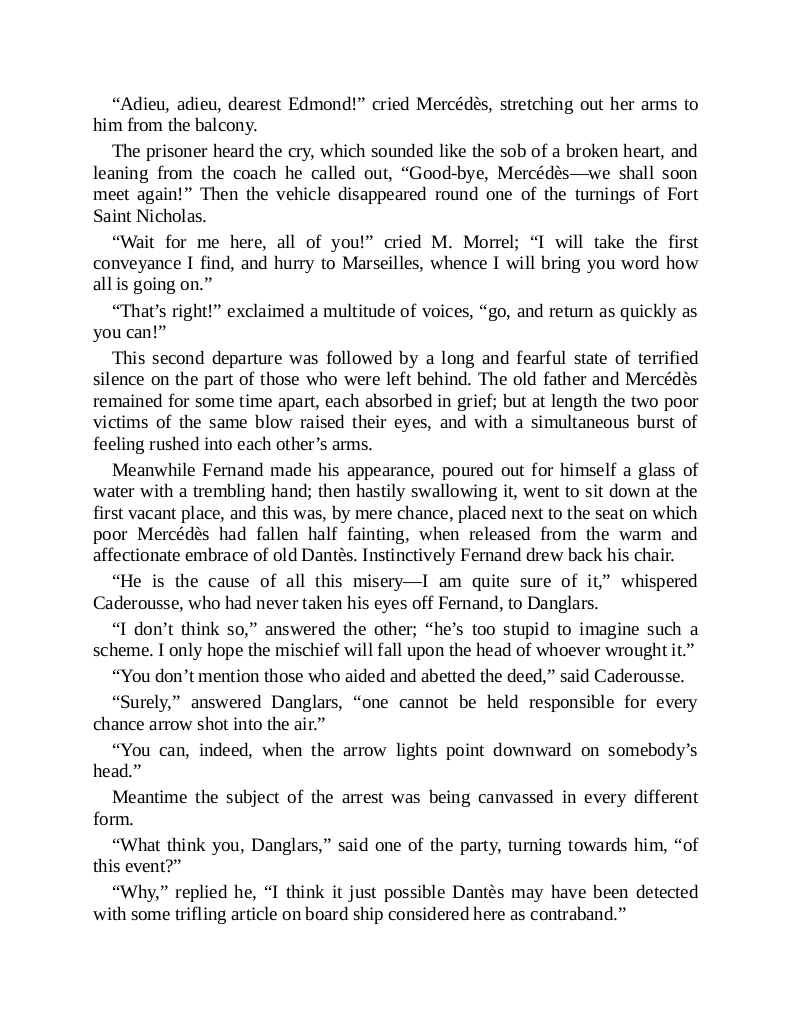 “Adieu, adieu, dearest Edmond!” cried Mercédès, stretching out her arms to
him from the balcony.
The prisoner heard the cry, which sounded like the sob of a broken heart, and
leaning from the coach he called out, “Good-bye, Mercédès—we shall soon
meet again!” Then the vehicle disappeared round one of the turnings of Fort
Saint Nicholas.
“Wait for me here, all of you!” cried M. Morrel; “I will take the first
conveyance I find, and hurry to Marseilles, whence I will bring you word how
all is going on.”
“That’s right!” exclaimed a multitude of voices, “go, and return as quickly as
you can!”
This second departure was followed by a long and fearful state of terrified
silence on the part of those who were left behind. The old father and Mercédès
remained for some time apart, each absorbed in grief; but at length the two poor
victims of the same blow raised their eyes, and with a simultaneous burst of
feeling rushed into each other’s arms.
Meanwhile Fernand made his appearance, poured out for himself a glass of
water with a trembling hand; then hastily swallowing it, went to sit down at the
first vacant place, and this was, by mere chance, placed next to the seat on which
poor Mercédès had fallen half fainting, when released from the warm and
affectionate embrace of old Dantès. Instinctively Fernand drew back his chair.
“He is the cause of all this misery—I am quite sure of it,” whispered
Caderousse, who had never taken his eyes off Fernand, to Danglars.
“I don’t think so,” answered the other; “he’s too stupid to imagine such a
scheme. I only hope the mischief will fall upon the head of whoever wrought it.”
“You don’t mention those who aided and abetted the deed,” said Caderousse.
“Surely,” answered Danglars, “one cannot be held responsible for every
chance arrow shot into the air.”
“You can, indeed, when the arrow lights point downward on somebody’s
head.”
Meantime the subject of the arrest was being canvassed in every different
form.
“What think you, Danglars,” said one of the party, turning towards him, “of
this event?”
“Why,” replied he, “I think it just possible Dantès may have been detected
with some trifling article on board ship considered here as contraband.”